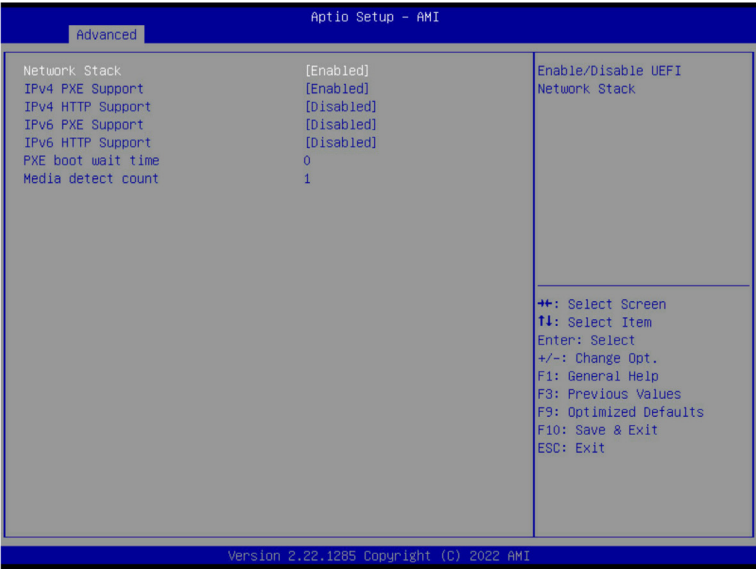 Aptio Setup – AMI
Advanced
Network Stack [Enabled]
IPv4 PXE Support [Enabled]
IPv4 HTTP Support [Disabled]
IPv6 PXE Support [Disabled]
IPv6 HTTP Support [Disabled]
PXE boot wait time 0
Media detect count 1
Enable/Disable UEFI
Network Stack
→←: Select Screen
↑↓: Select Item
Enter: Select
+/-: Change Opt.
F1: General Help
F3: Previous Values
F9: Optimized Defaults
F10: Save & Exit
ESC: Exit
Version 2.22.1285 Copyright (C) 2022 AMI